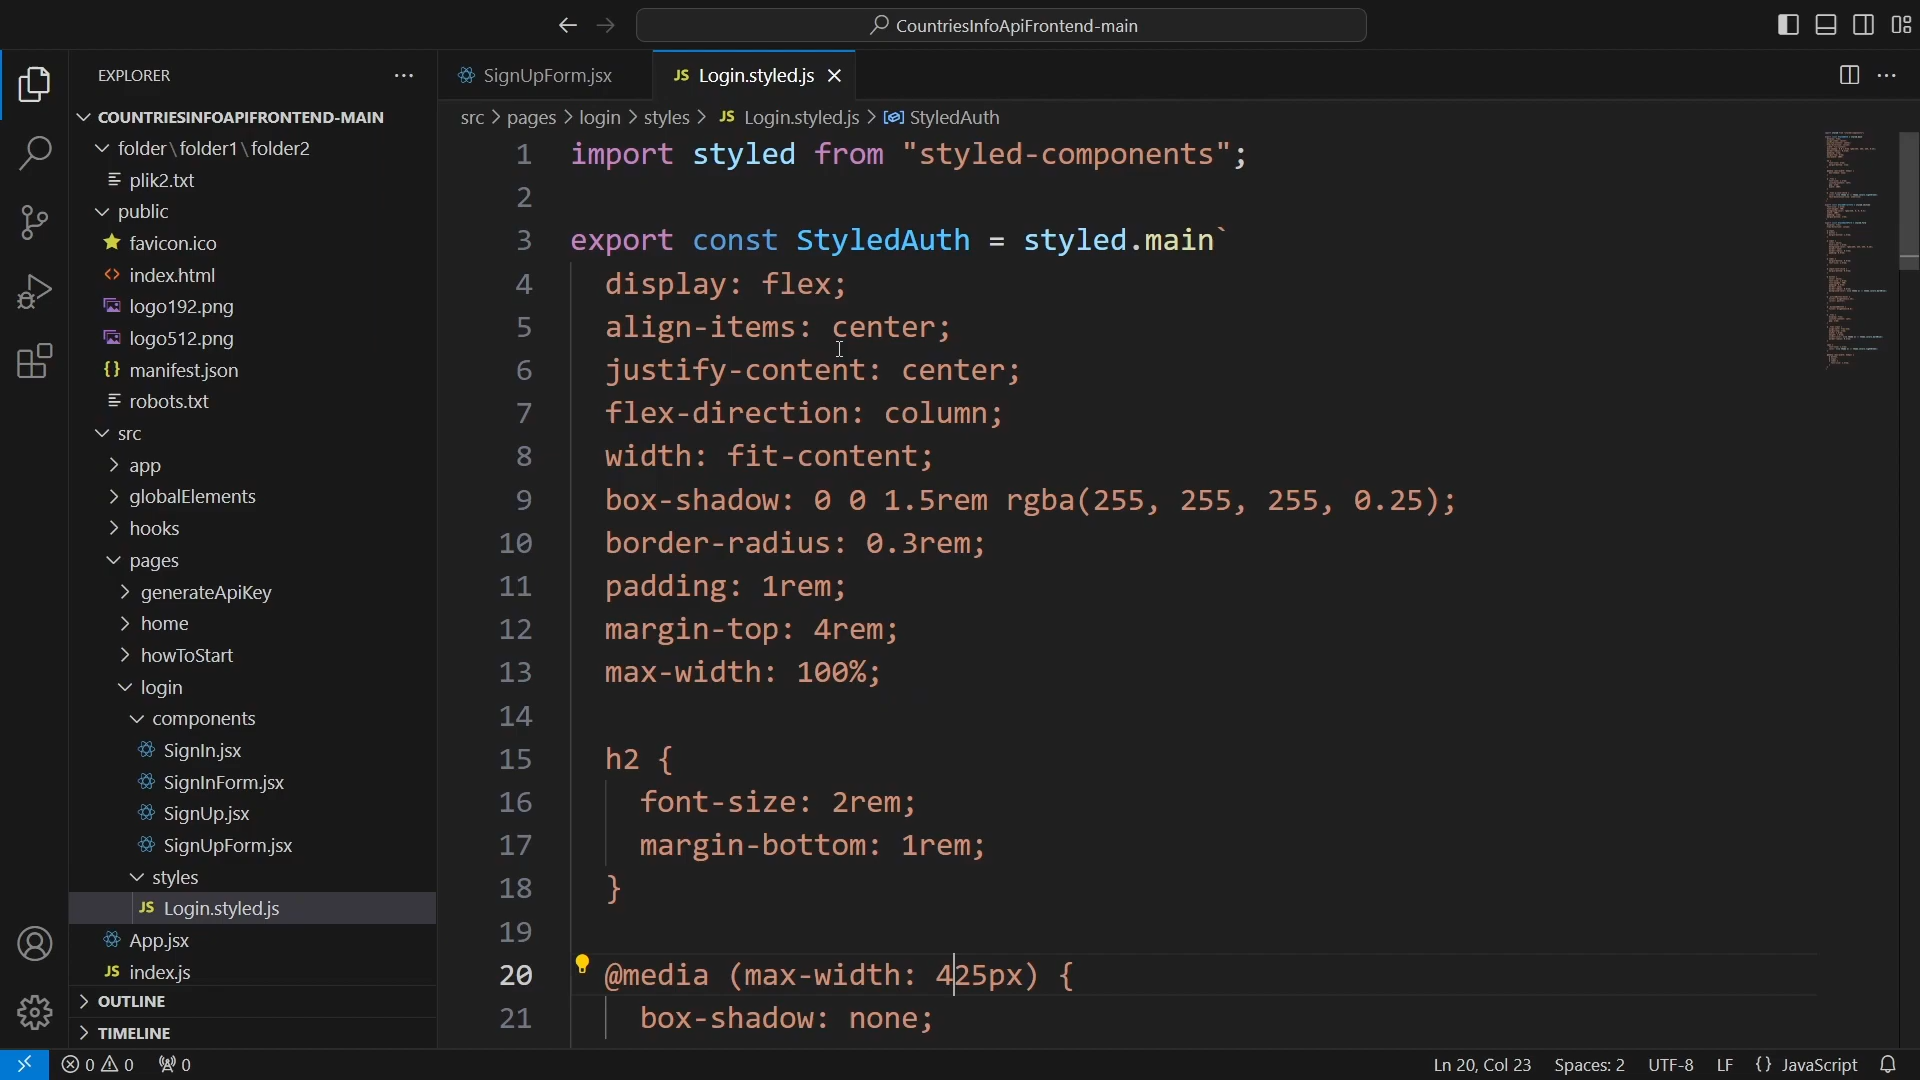 CountriesInfoApiFrontend-main
EXPLORER
COUNTRIESINFOAPIFRONTEND-MAIN
folder\folder1\folder2
plik2.txt
public
favicon.ico
index.html
logo192.png
logo512.png
manifest.json
robots.txt
src
app
globalElements
hooks
pages
generateApiKey
home
howToStart
login
components
SignIn.jsx
SignInForm.jsx
SignUp.jsx
SignUpForm.jsx
styles
JS Login.styled.js
App.jsx
JS index.js
OUTLINE
TIMELINE
SignUpForm.jsx
JS Login.styled.js
src > pages > login > styles > JS Login.styled.js > StyledAuth
1 import styled from "styled-components";
2
3 export const StyledAuth = styled.main`
4 display: flex;
5 align-items: center;
6 justify-content: center;
7 flex-direction: column;
8 width: fit-content;
9 box-shadow: 0 0 1.5rem rgba(255, 255, 255, 0.25);
10 border-radius: 0.3rem;
11 padding: 1rem;
12 margin-top: 4rem;
13 max-width: 100%;
14
15 h2 {
16 font-size: 2rem;
17 margin-bottom: 1rem;
18 }
19
20 @media (max-width: 425px) {
21 box-shadow: none;
0 0 0
Ln 20, Col 23 Spaces: 2 UTF-8 LF {} JavaScript